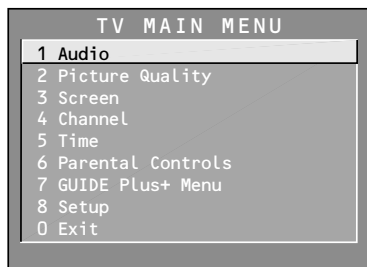 TV MAIN MENU
1 Audio
2 Picture Quality
3 Screen
4 Channel
5 Time
6 Parental Controls
7 GUIDE Plus+ Menu
8 Setup
0 Exit